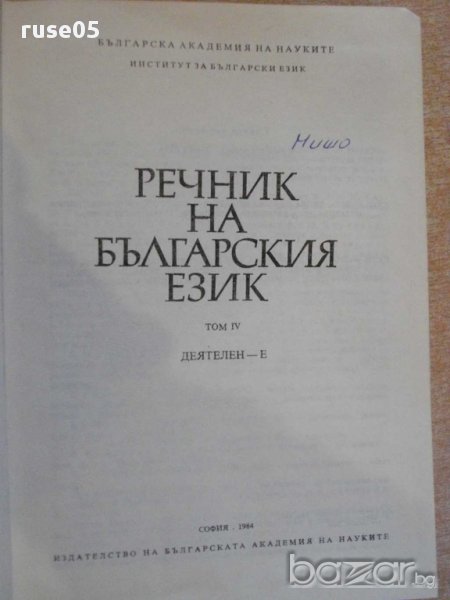 ruse05
БЪЛГАРСКА АКАДЕМИЯ НА НАУКИТЕ
ИНСТИТУТ ЗА БЪЛГАРСКИ ЕЗИК
Мишо
РЕЧНИК
НА
БЪЛГАРСКИЯ
ЕЗИК
ТОМ IV
ДЕЯТЕЛЕН — Е
СОФИЯ · 1984
ИЗДАТЕЛСТВО НА БЪЛГАРСКАТА АКАДЕМИЯ НА НАУКИТЕ
bazar.bg